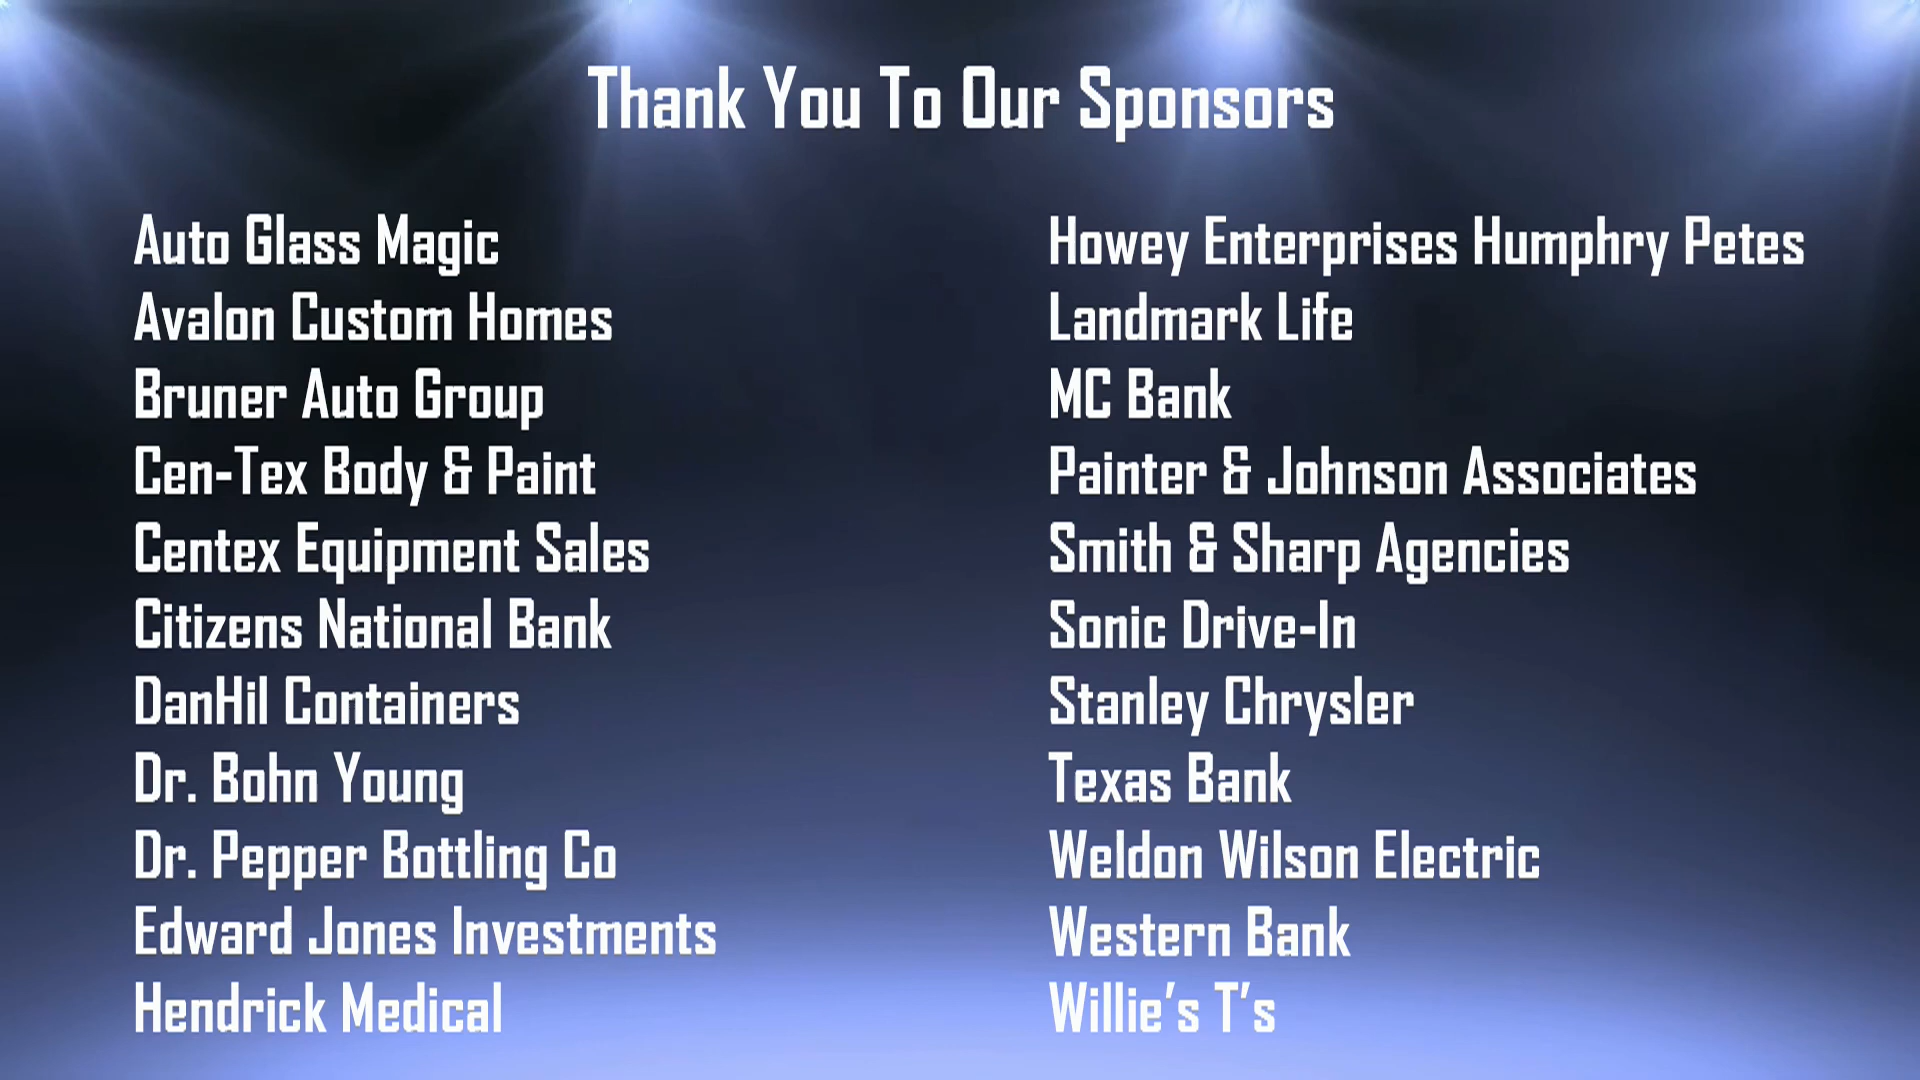 Thank You To Our Sponsors
Auto Glass Magic
Avalon Custom Homes
Bruner Auto Group
Cen-Tex Body & Paint
Centex Equipment Sales
Citizens National Bank
DanHil Containers
Dr. Bohn Young
Dr. Pepper Bottling Co
Edward Jones Investments
Hendrick Medical
Howey Enterprises Humphry Petes
Landmark Life
MC Bank
Painter & Johnson Associates
Smith & Sharp Agencies
Sonic Drive-In
Stanley Chrysler
Texas Bank
Weldon Wilson Electric
Western Bank
Willie’s T’s